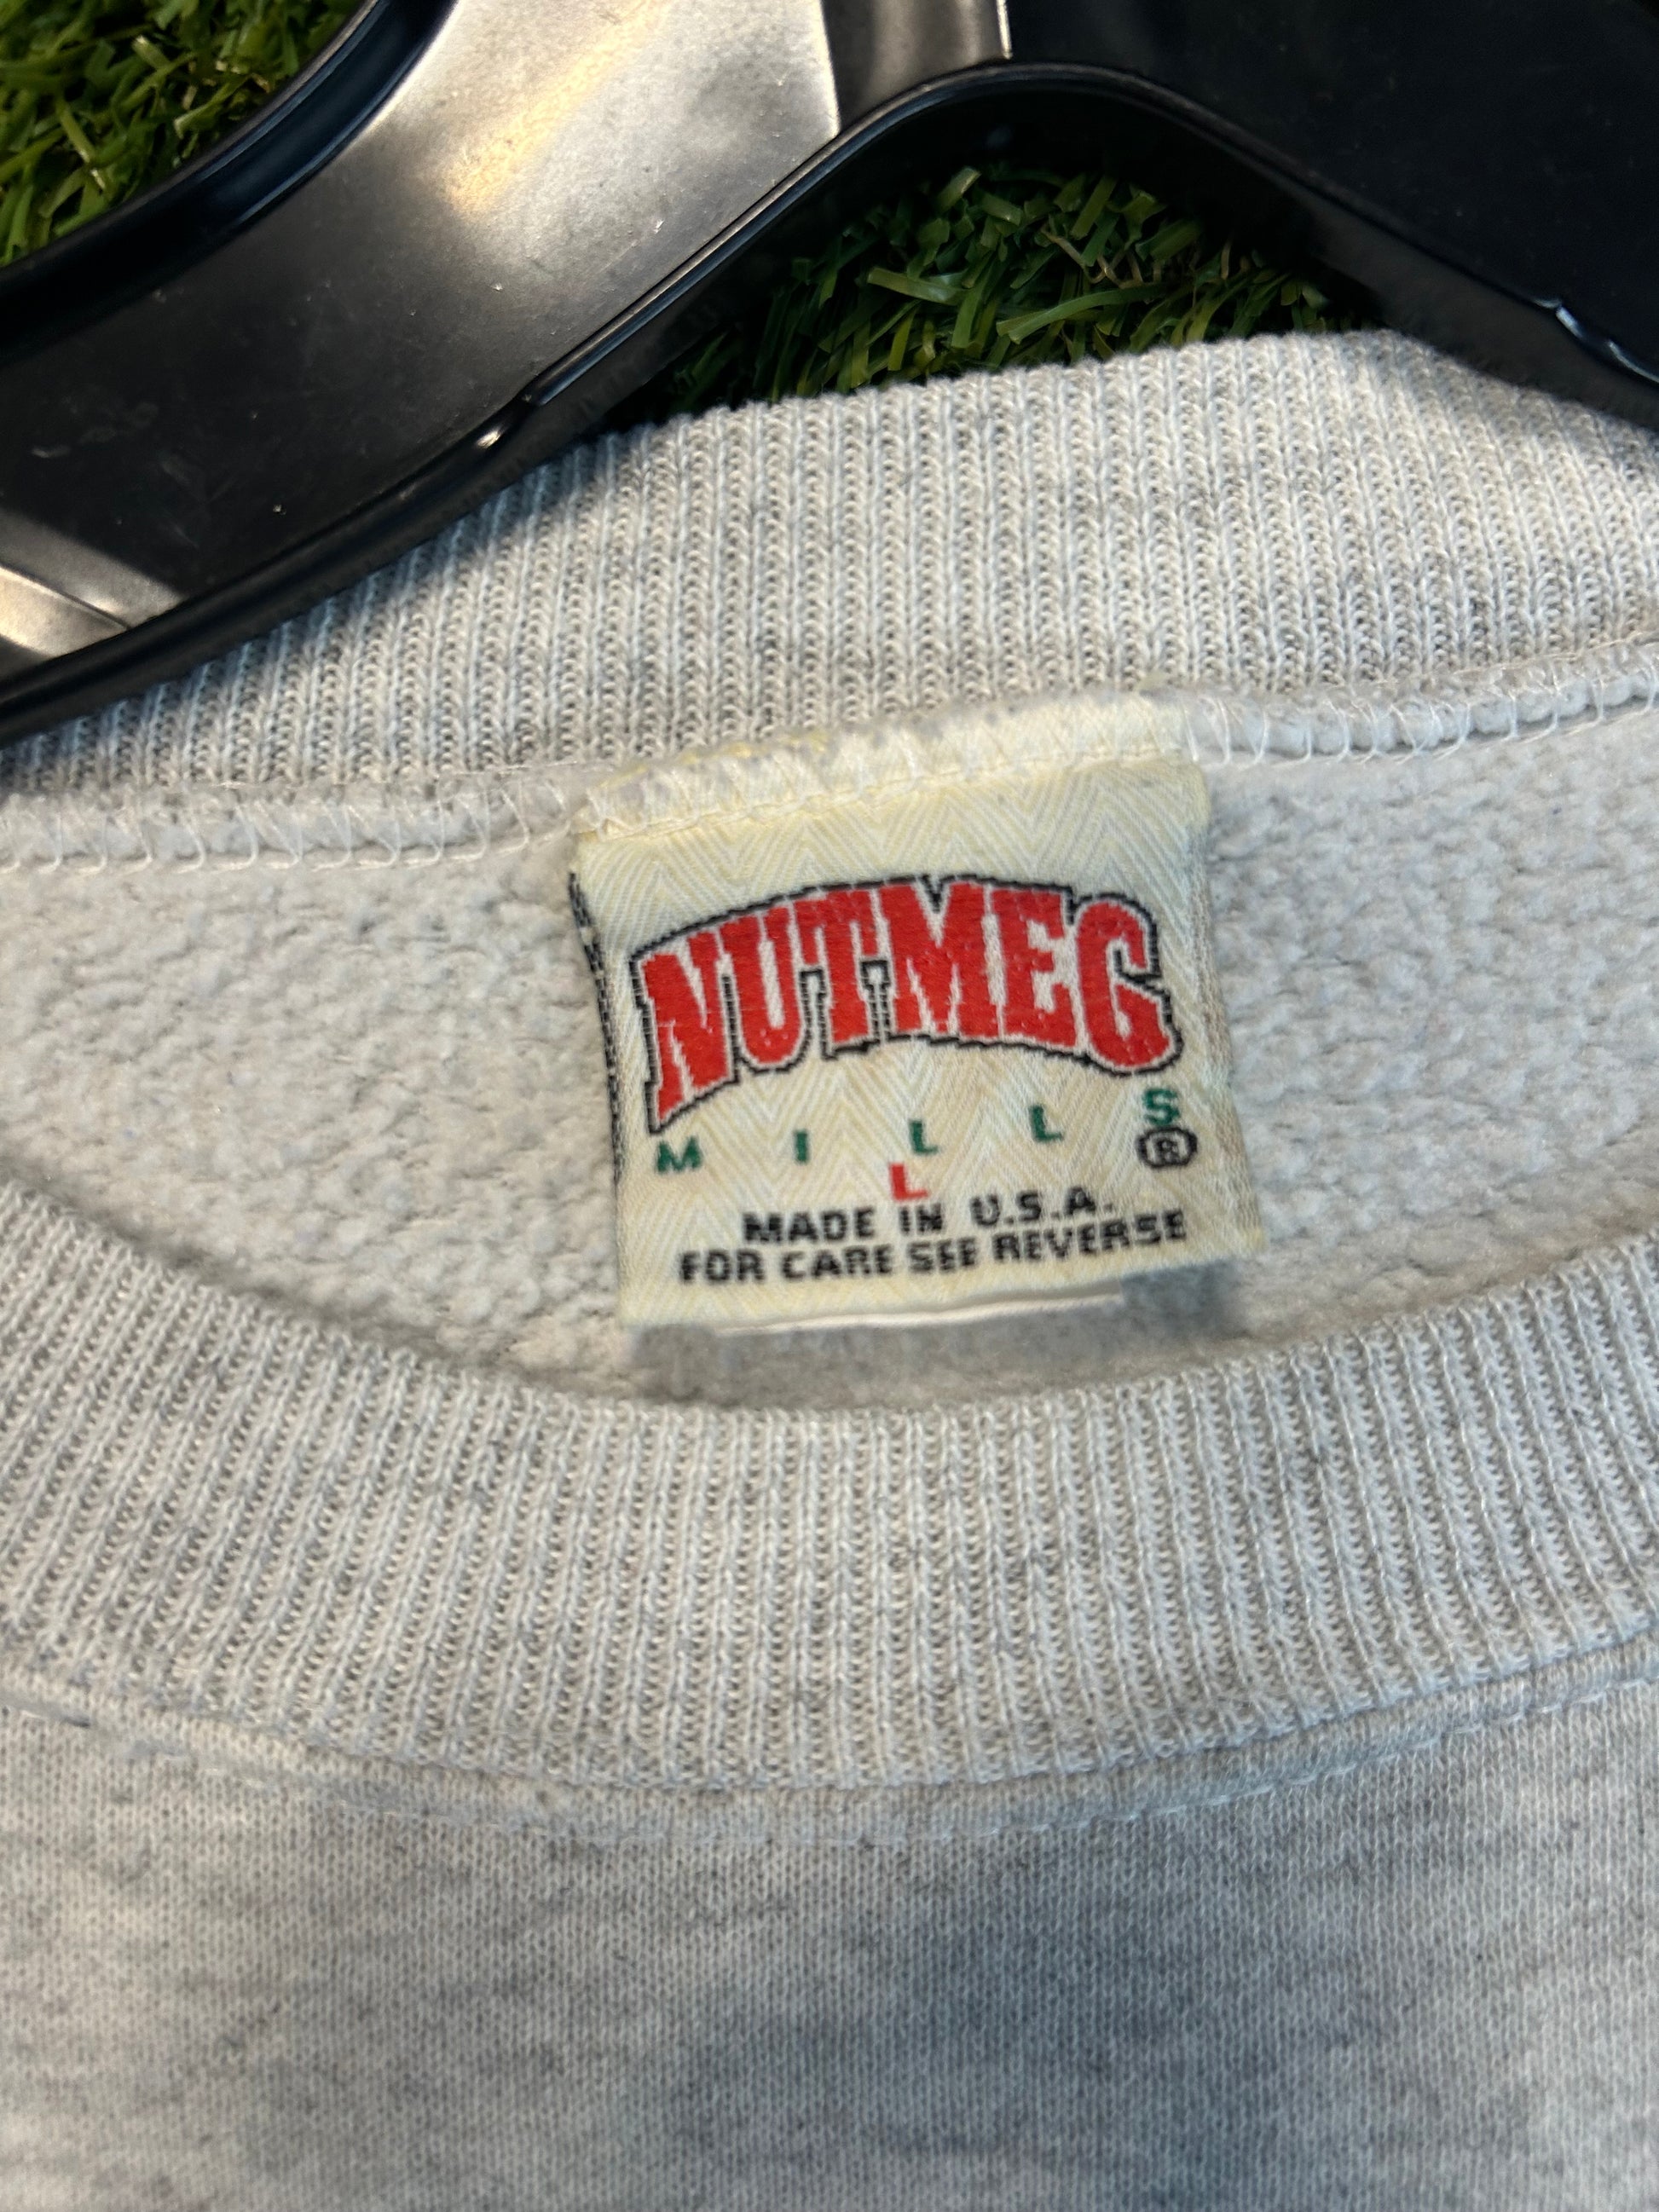 NUTMEG
MILLS ®
L
MADE IN U.S.A.
FOR CARE SEE REVERSE